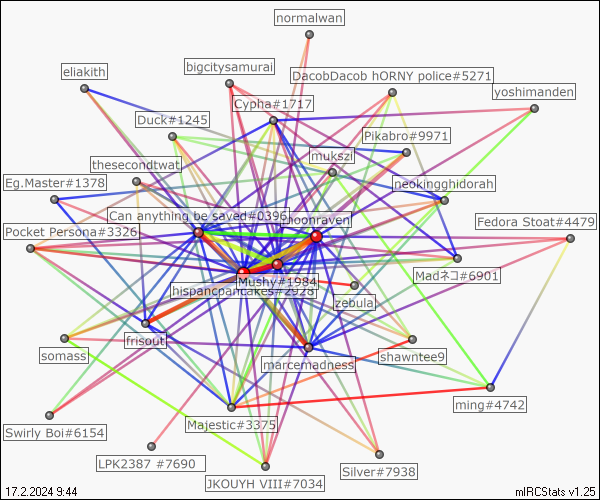 normalwan
eliakith
bigcitysamurai
DacobDacob hORNY police#5271
yoshimanden
Cypha#1717
Duck#1245
Pikabro#9971
mukszi
thesecondtwat
Eg.Master#1378
neokingghidorah
Can anything be saved#0396
moonraven
Fedora Stoat#4479
Pocket Persona#3326
Madネコ#6901
Mushy#1984
hispancpancakes#2928
zebula
frisout
somass
shawntee9
marcemadness
ming#4742
Majestic#3375
Swirly Boi#6154
LPK2387 #7690
Silver#7938
JKOUYH VIII#7034
17.2.2024 9:44
mIRCStats v1.25